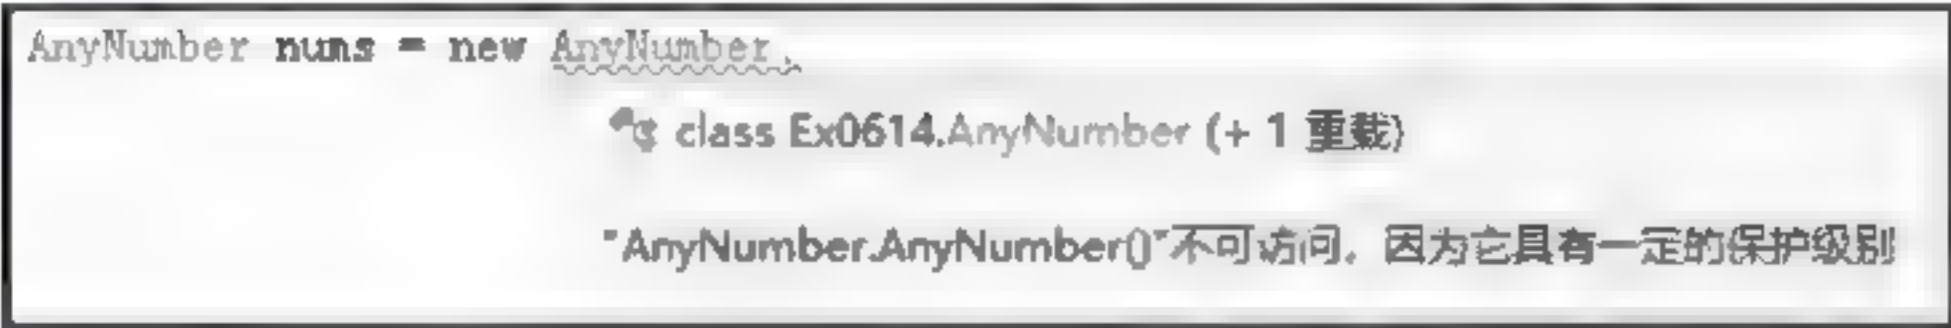 AnyNumber nums = new AnyNumber
class Ex0614.AnyNumber (+ 1 重载)
"AnyNumber.AnyNumber()"不可访问，因为它具有一定的保护级别